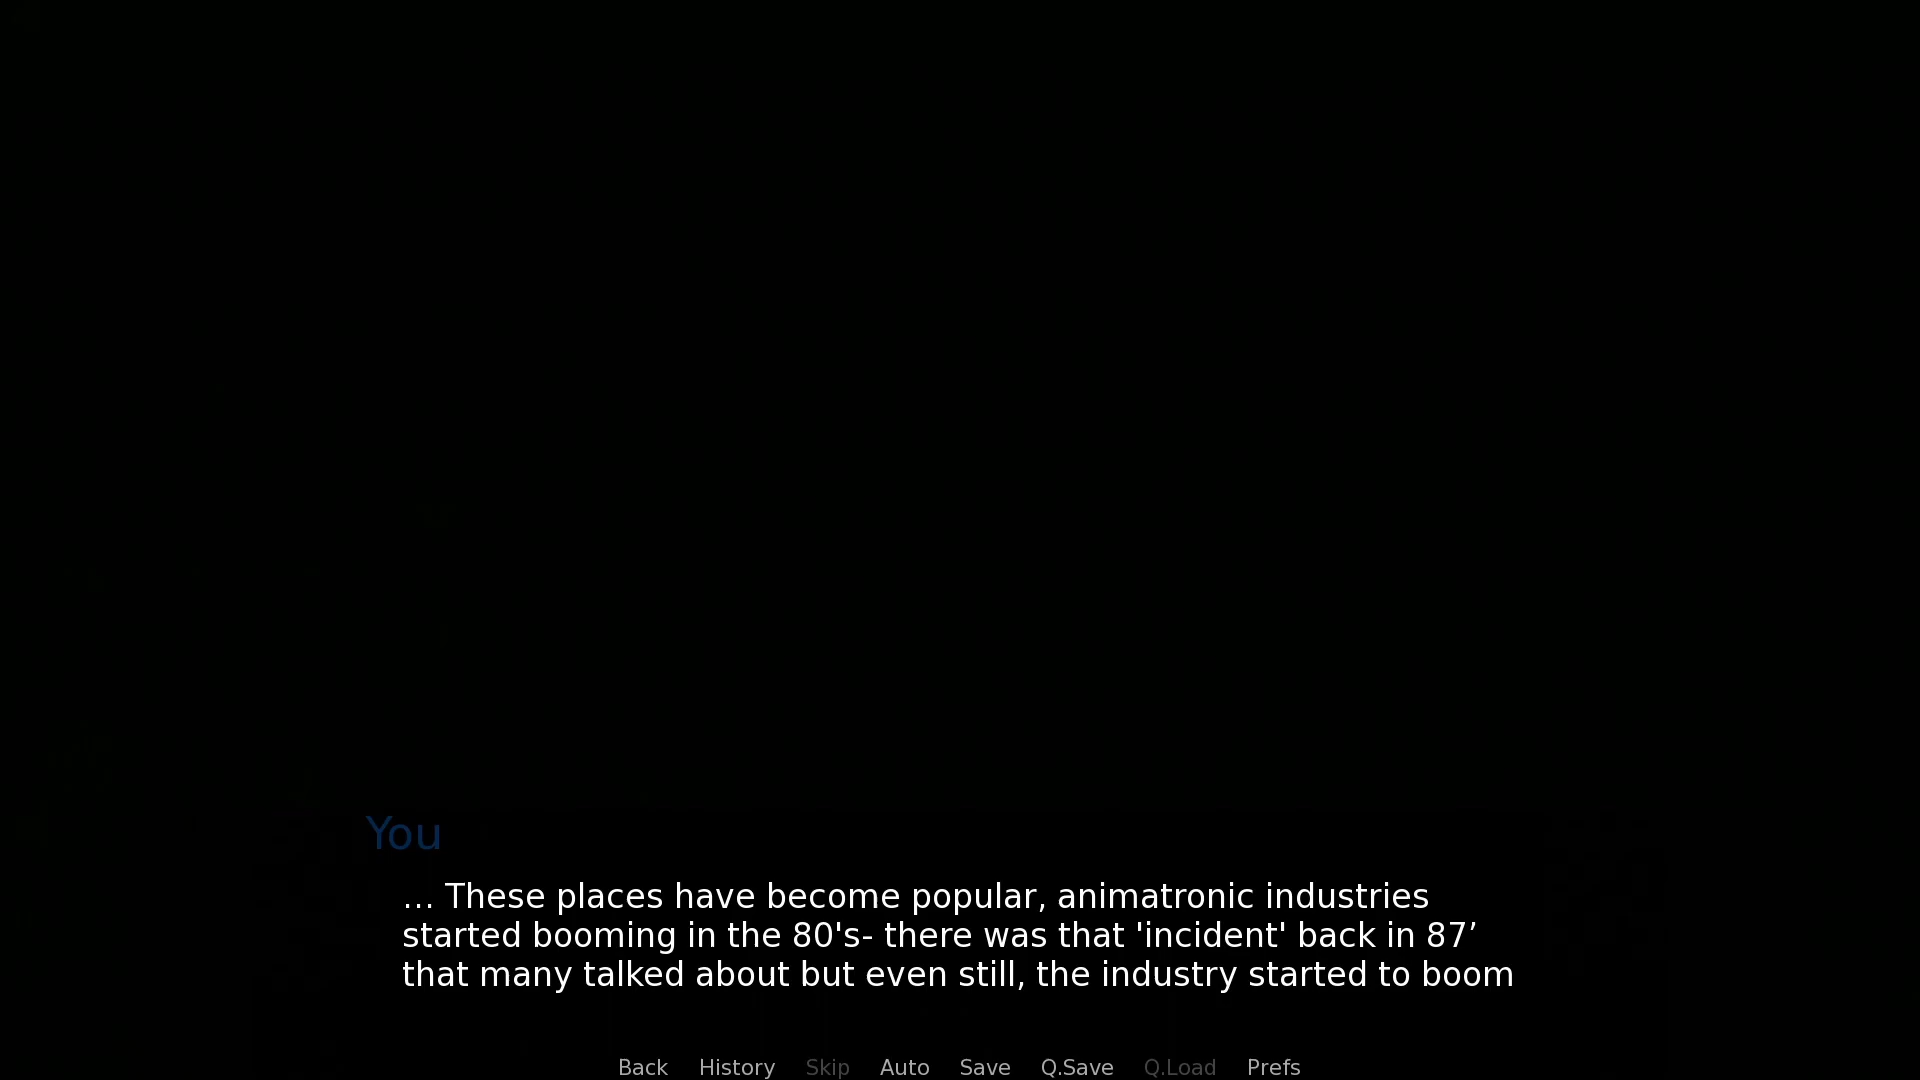 You
... These places have become popular, animatronic industries
started booming in the 80's- there was that 'incident' back in 87’
that many talked about but even still, the industry started to boom
Back History Skip Auto Save Q.Save Q.Load Prefs